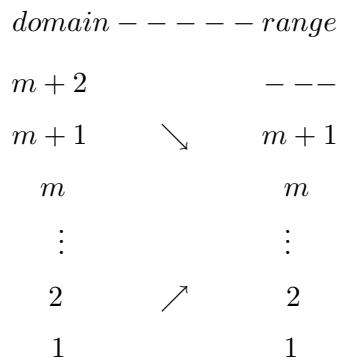 domain − − − − − range
m + 2 − −−
m + 1 ↘ m + 1
m m
⋮ ⋮
2 ↗ 2
1 1